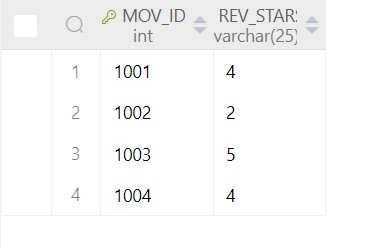 MOV_ID REV_STARS
int varchar(25)
1 1001 4
2 1002 2
3 1003 5
4 1004 4